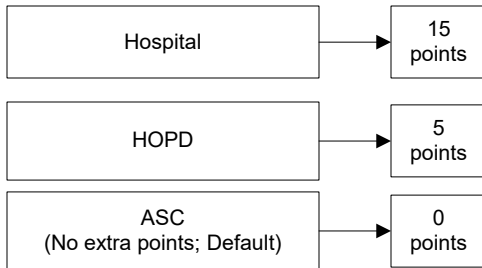 Hospital
15
points
HOPD
5
points
ASC
(No extra points; Default)
0
points